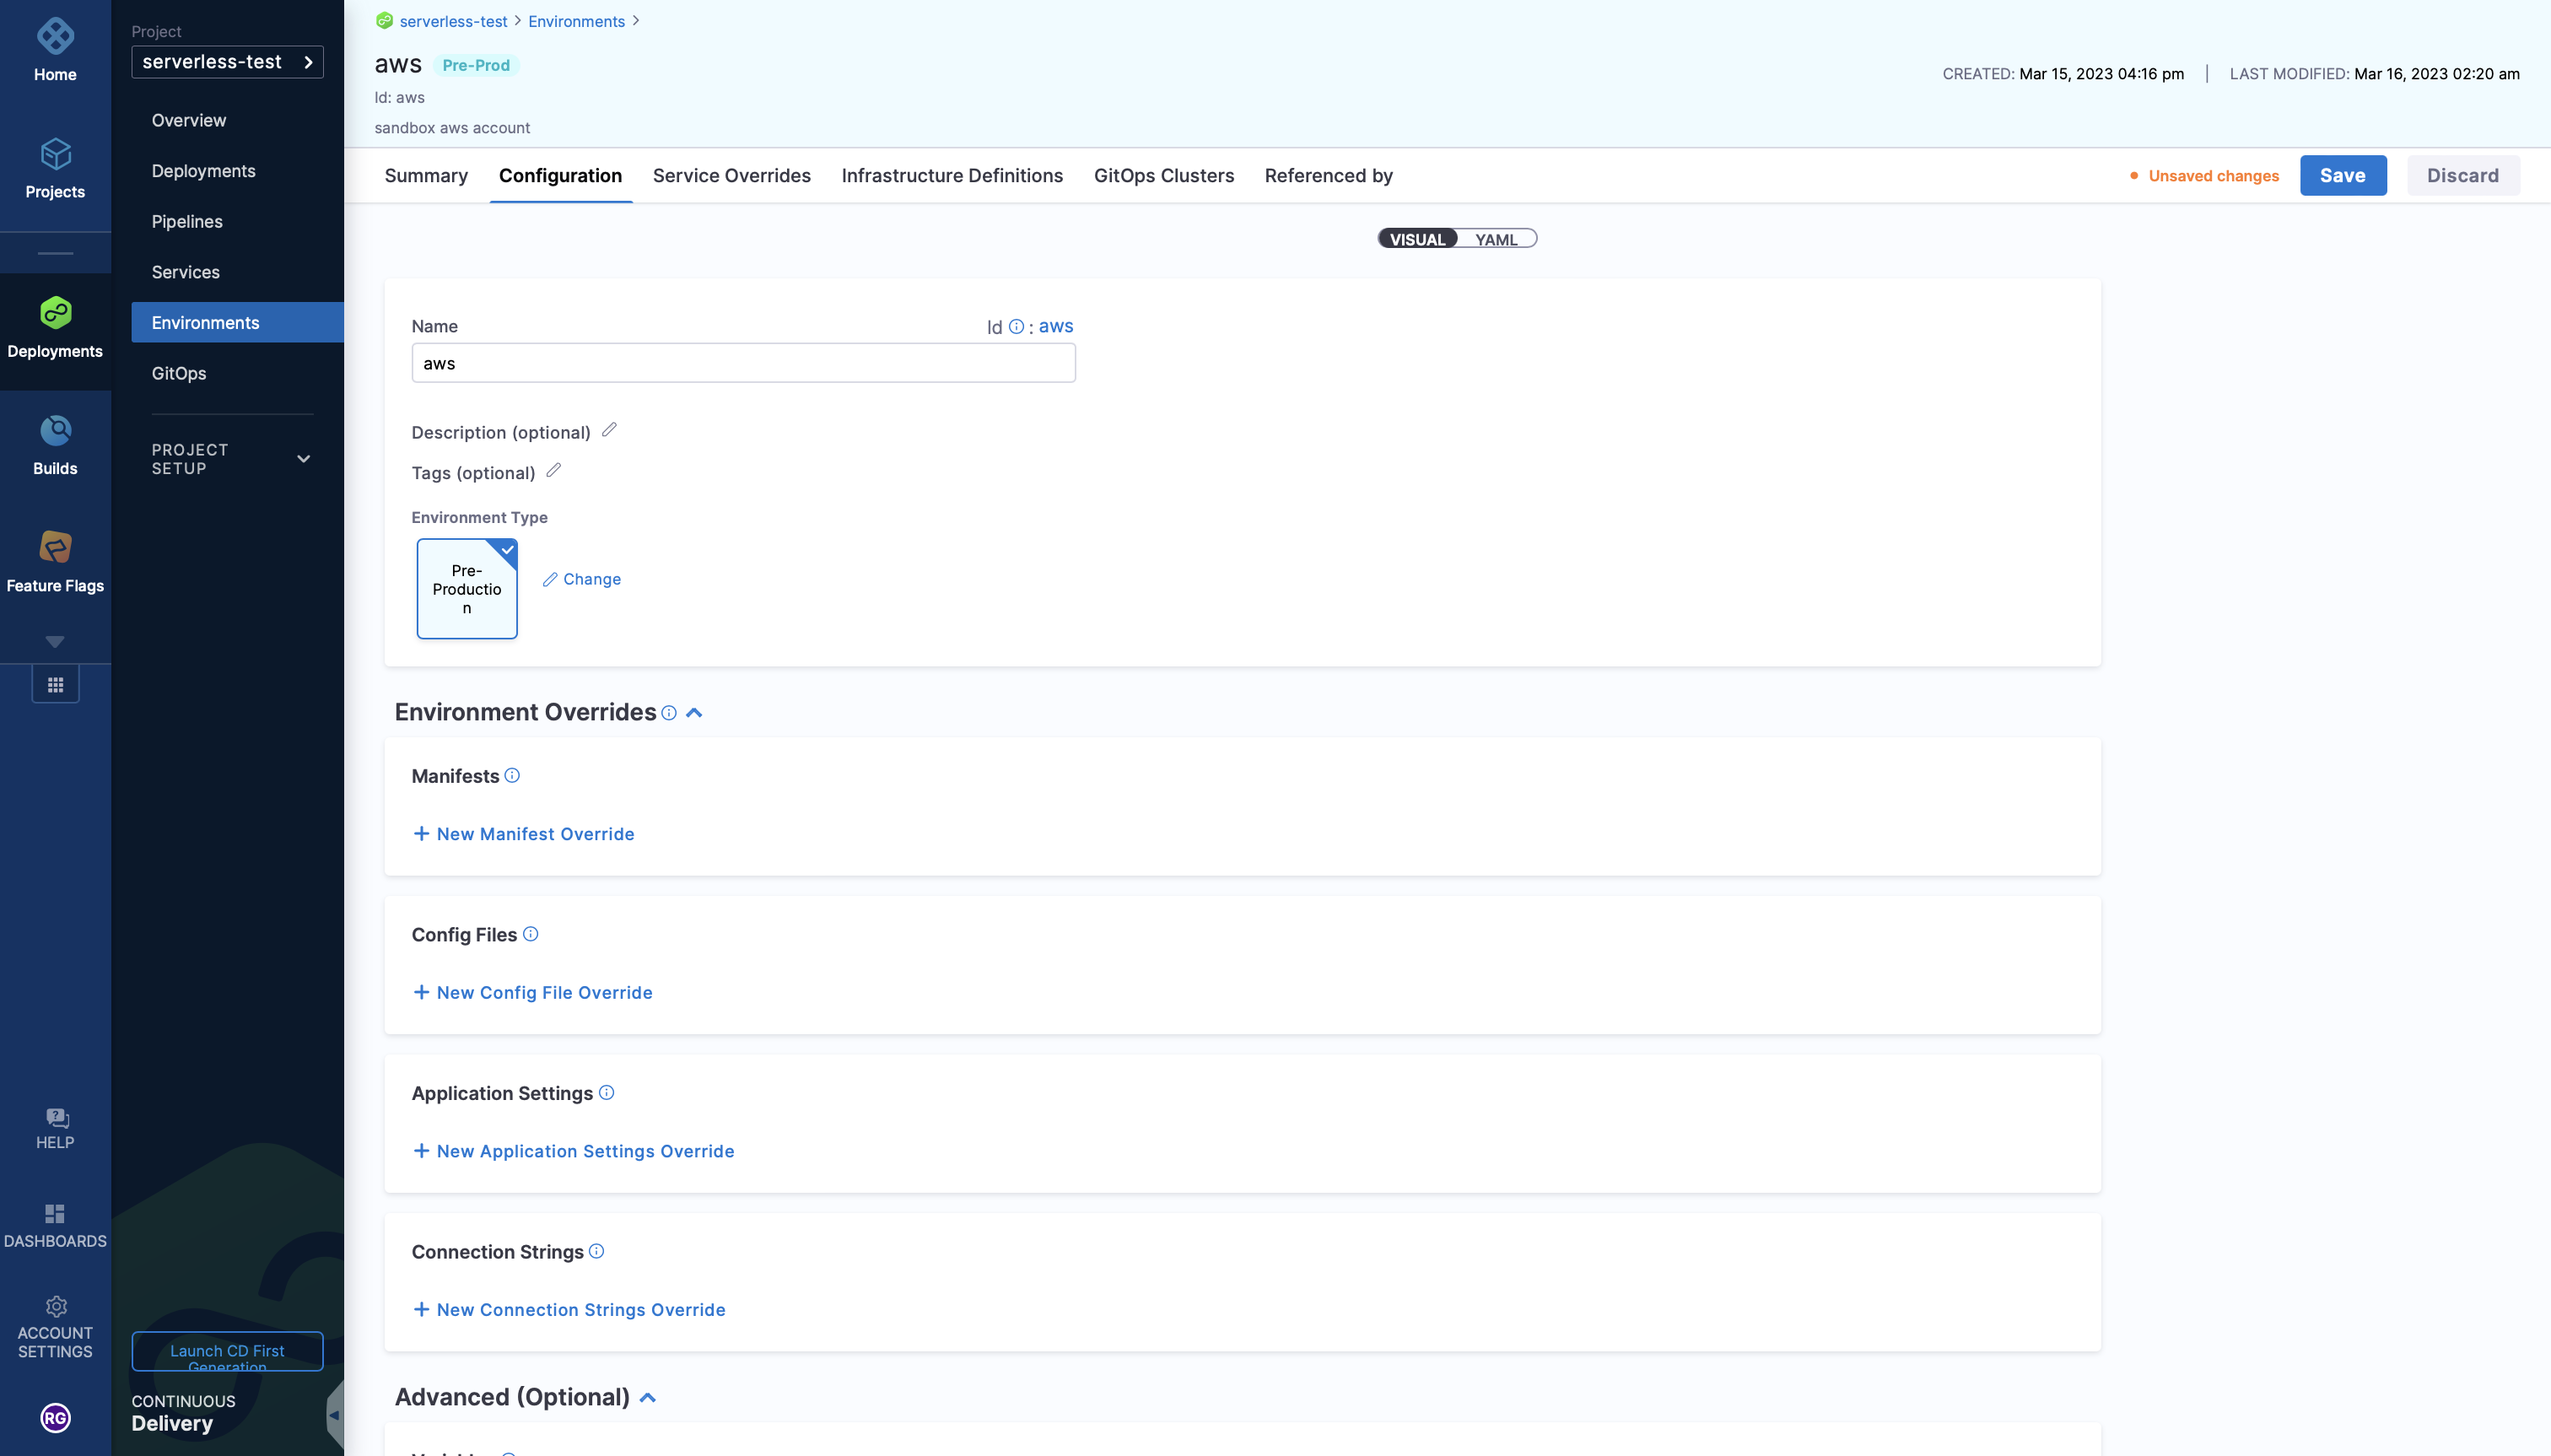 Home
Projects
Deployments
Builds
Feature Flags
HELP
DASHBOARDS
ACCOUNT
SETTINGS
RG
Project
serverless-test
Overview
Deployments
Pipelines
Services
Environments
GitOps
PROJECT
SETUP
Launch CD First
Generation
CONTINUOUS
Delivery
serverless-test > Environments >
aws Pre-Prod
Id: aws
sandbox aws account
CREATED: Mar 15, 2023 04:16 pm | LAST MODIFIED: Mar 16, 2023 02:20 am
Summary Configuration Service Overrides Infrastructure Definitions GitOps Clusters Referenced by
Unsaved changes Save Discard
VISUAL YAML
Name Id : aws
aws
Description (optional)
Tags (optional)
Environment Type
Pre-
Productio
n
Change
Environment Overrides
Manifests
+ New Manifest Override
Config Files
+ New Config File Override
Application Settings
+ New Application Settings Override
Connection Strings
+ New Connection Strings Override
Advanced (Optional)